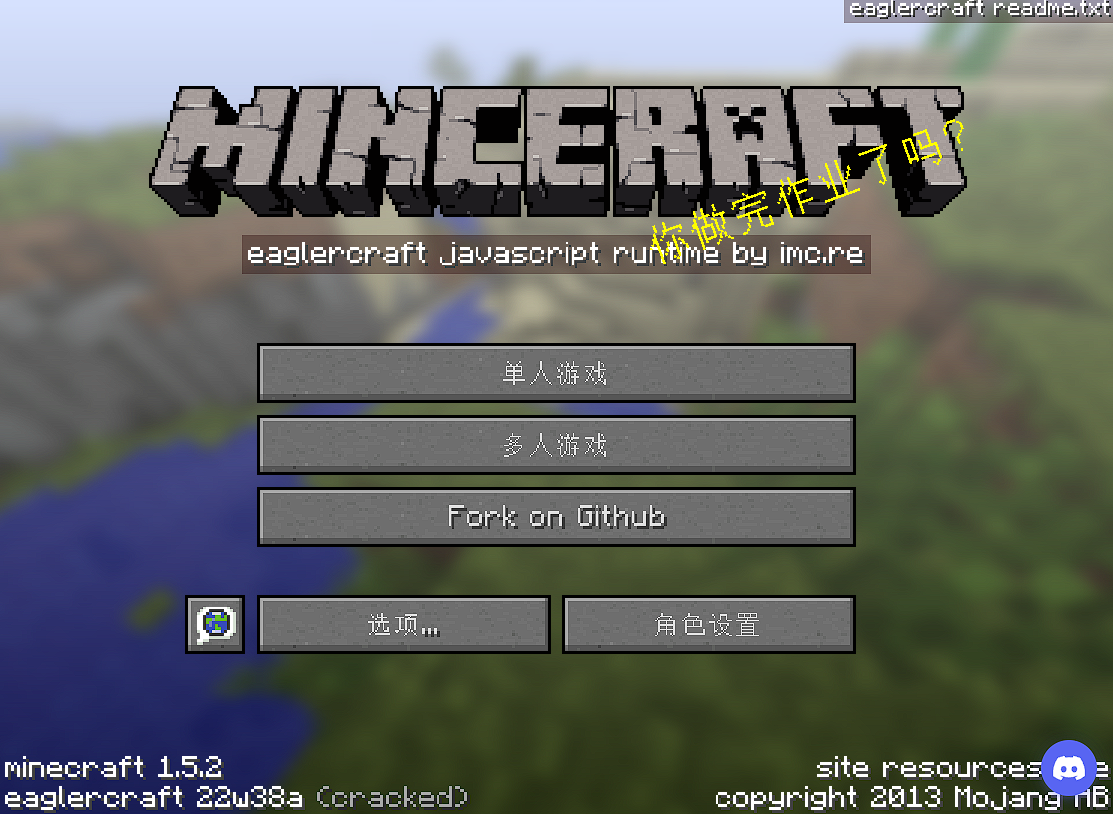 eaglercraft readme.txt
MINCERAFT
你做完作业了吗?
eaglercraft javascript runtime by imc.re
单人游戏
多人游戏
Fork on Github
选项...
角色设置
minecraft 1.5.2
site resources
eaglercraft 22w38a (cracked)
copyright 2013 Mojang AB